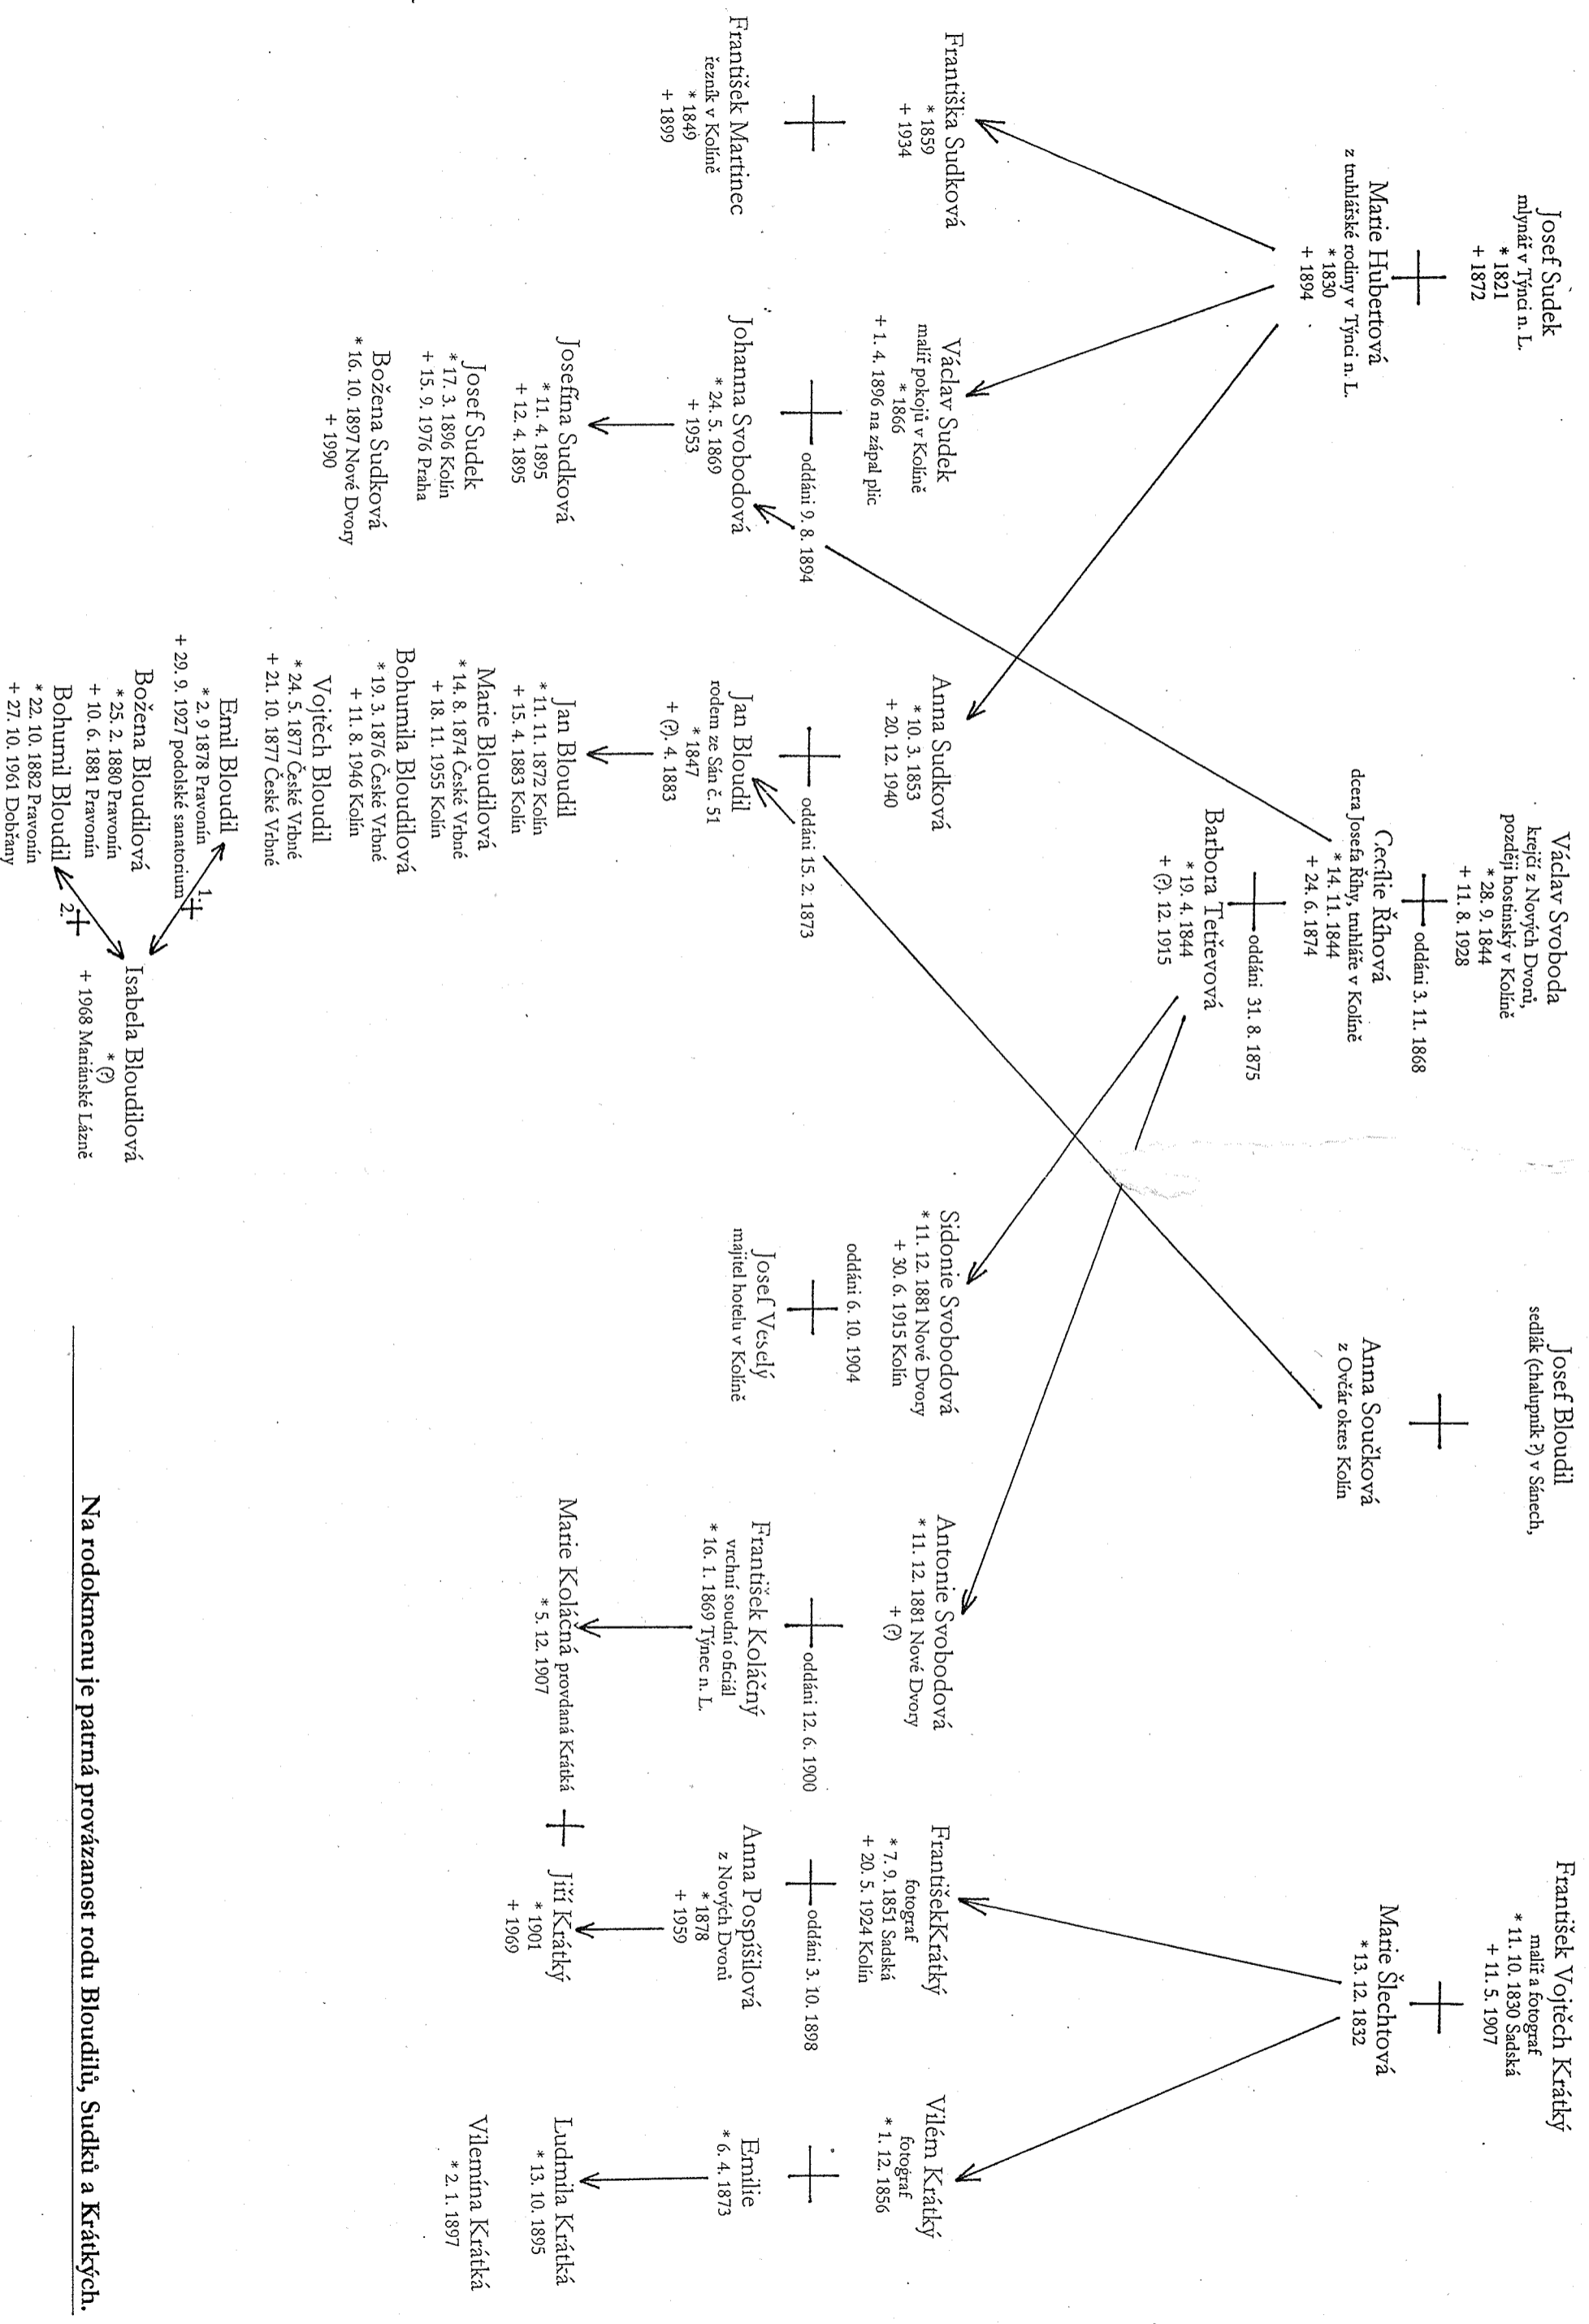 Josef Sudek
mlynář v Týnci n. L.
* 1821
+ 1872
Marie Hubertová
z truhlářské rodiny v Týnci n. L.
* 1830
+ 1894
Václav Svoboda
krejčí z Nových Dvorů,
později hostinský v Kolíně
* 28. 9. 1844
+ 11. 8. 1928
oddáni 3. 11. 1868
Cecílie Říhová
dcera Josefa Říhy, truhláře v Kolíně
* 14. 11. 1844
+ 24. 6. 1874
oddáni 31. 8. 1875
Barbora Tetřevová
* 19. 4. 1844
+ (?). 12. 1915
Josef Bloudil
sedlák (chalupník ?) v Sánech,
Anna Součková
z Ovčár okres Kolín
František Vojtěch Krátký
malíř a fotograf
* 11. 10. 1830 Sadská
+ 11. 5. 1907
Marie Šlechtová
* 13. 12. 1832
Františka Sudková
* 1859
+ 1934
František Martinec
řezník v Kolíně
* 1849
+ 1899
Václav Sudek
malíř pokojů v Kolíně
* 1866
+ 1. 4. 1896 na zápal plic
oddáni 9. 8. 1894
Johanna Svobodová
* 24. 5. 1869
+ 1953
Josefína Sudková
* 11. 4. 1895
+ 12. 4. 1895
Josef Sudek
* 17. 3. 1896 Kolín
+ 15. 9. 1976 Praha
Božena Sudková
* 16. 10. 1897 Nové Dvory
+ 1990
Anna Sudková
* 10. 3. 1853
+ 20. 12. 1940
oddáni 15. 2. 1873
Jan Bloudil
rodem ze Sán č. 51
* 1847
+ (?). 4. 1883
Jan Bloudil
* 11. 11. 1872 Kolín
+ 15. 4. 1883 Kolín
Marie Bloudilová
* 14. 8. 1874 České Vrbné
+ 18. 11. 1955 Kolín
Bohumila Bloudilová
* 19. 3. 1876 České Vrbné
+ 11. 8. 1946 Kolín
Vojtěch Bloudil
* 24. 5. 1877 České Vrbné
+ 21. 10. 1877 České Vrbné
Emil Bloudil
* 2. 9 1878 Pravonín
+ 29. 9. 1927 podolské sanatorium
1.
Božena Bloudilová
* 25. 2. 1880 Pravonín
+ 10. 6. 1881 Pravonín
Bohumil Bloudil
* 22. 10. 1882 Pravonín
+ 27. 10. 1961 Dobřany
2.
Isabela Bloudilová
* (?)
+ 1968 Mariánské Lázně
Sidonie Svobodová
* 11. 12. 1881 Nové Dvory
+ 30. 6. 1915 Kolín
oddáni 6. 10. 1904
Josef Veselý
majitel hotelu v Kolíně
Antonie Svobodová
* 11. 12. 1881 Nové Dvory
+ (?)
oddáni 12. 6. 1900
František Koláčný
vrchní soudní oficiál
* 16. 1. 1869 Týnec n. L.
Marie Koláčná provdaná Krátká
* 5. 12. 1907
FrantišekKrátký
fotograf
* 7. 9. 1851 Sadská
+ 20. 5. 1924 Kolín
oddáni 3. 10. 1898
Anna Pospíšilová
z Nových Dvorů
* 1878
+ 1959
Jiří Krátký
* 1901
+ 1969
Vilém Krátký
fotograf
* 1. 12. 1856
Emilie
* 6. 4. 1873
Ludmila Krátká
* 13. 10. 1895
Vilemína Krátká
* 2. 1. 1897
Na rodokmenu je patrná provázanost rodu Bloudilů, Sudků a Krátkých.